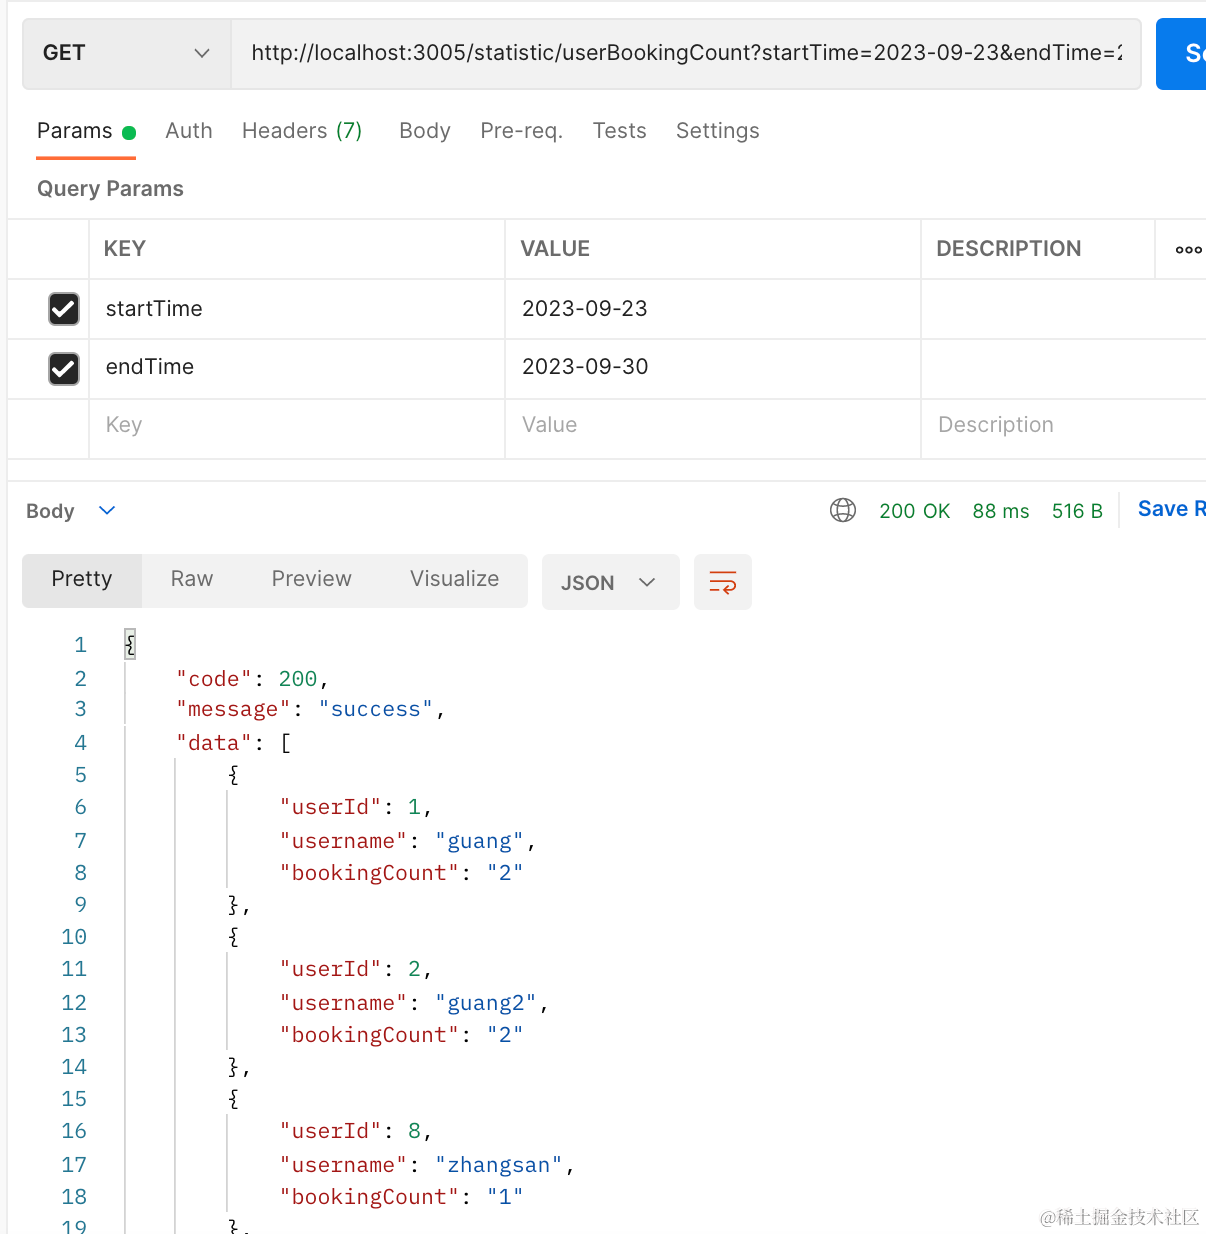 GET http://localhost:3005/statistic/userBookingCount?startTime=2023-09-23&endTime=
Params Auth Headers (7) Body Pre-req. Tests Settings
Query Params
KEY VALUE DESCRIPTION ooo
startTime 2023-09-23
endTime 2023-09-30
Key Value Description
Body 200 OK 88 ms 516 B Save R
Pretty Raw Preview Visualize JSON
1 {
2 "code": 200,
3 "message": "success",
4 "data": [
5 {
6 "userId": 1,
7 "username": "guang",
8 "bookingCount": "2"
9 },
10 {
11 "userId": 2,
12 "username": "guang2",
13 "bookingCount": "2"
14 },
15 {
16 "userId": 8,
17 "username": "zhangsan",
18 "bookingCount": "1"
19 },
@稀土掘金技术社区